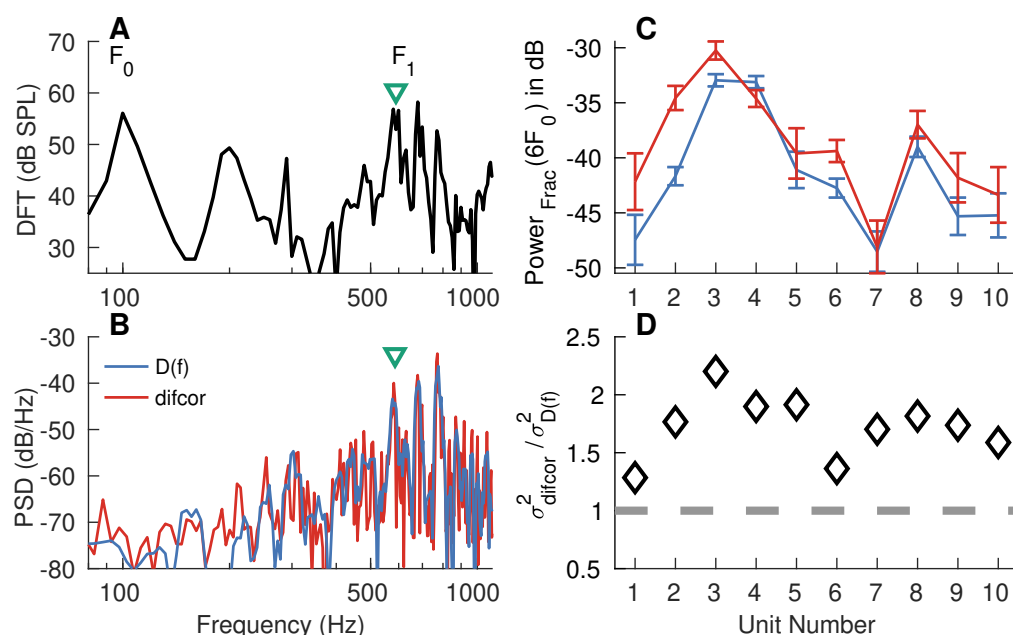 A
F0
F1
70
60
50
40
30
DFT (dB SPL)
100
500
1000
B
-30
-40
-50
-60
-70
-80
PSD (dB/Hz)
D(f)
difcor
100
500
1000
Frequency (Hz)
C
-30
-35
-40
-45
-50
PowerFrac (6F0) in dB
1 2 3 4 5 6 7 8 9 10
D
2.5
2
1.5
1
0.5
σ²difcor / σ²D(f)
1 2 3 4 5 6 7 8 9 10
Unit Number